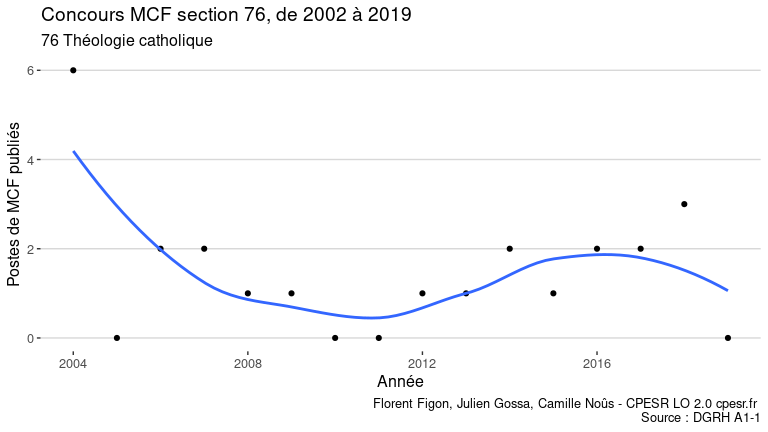 Concours MCF section 76, de 2002 à 2019
76 Théologie catholique
Postes de MCF publiés
6
4
2
0
2004 2008 2012 2016
Année
Florent Figon, Julien Gossa, Camille Noûs - CPESR LO 2.0 cpesr.fr
Source : DGRH A1-1